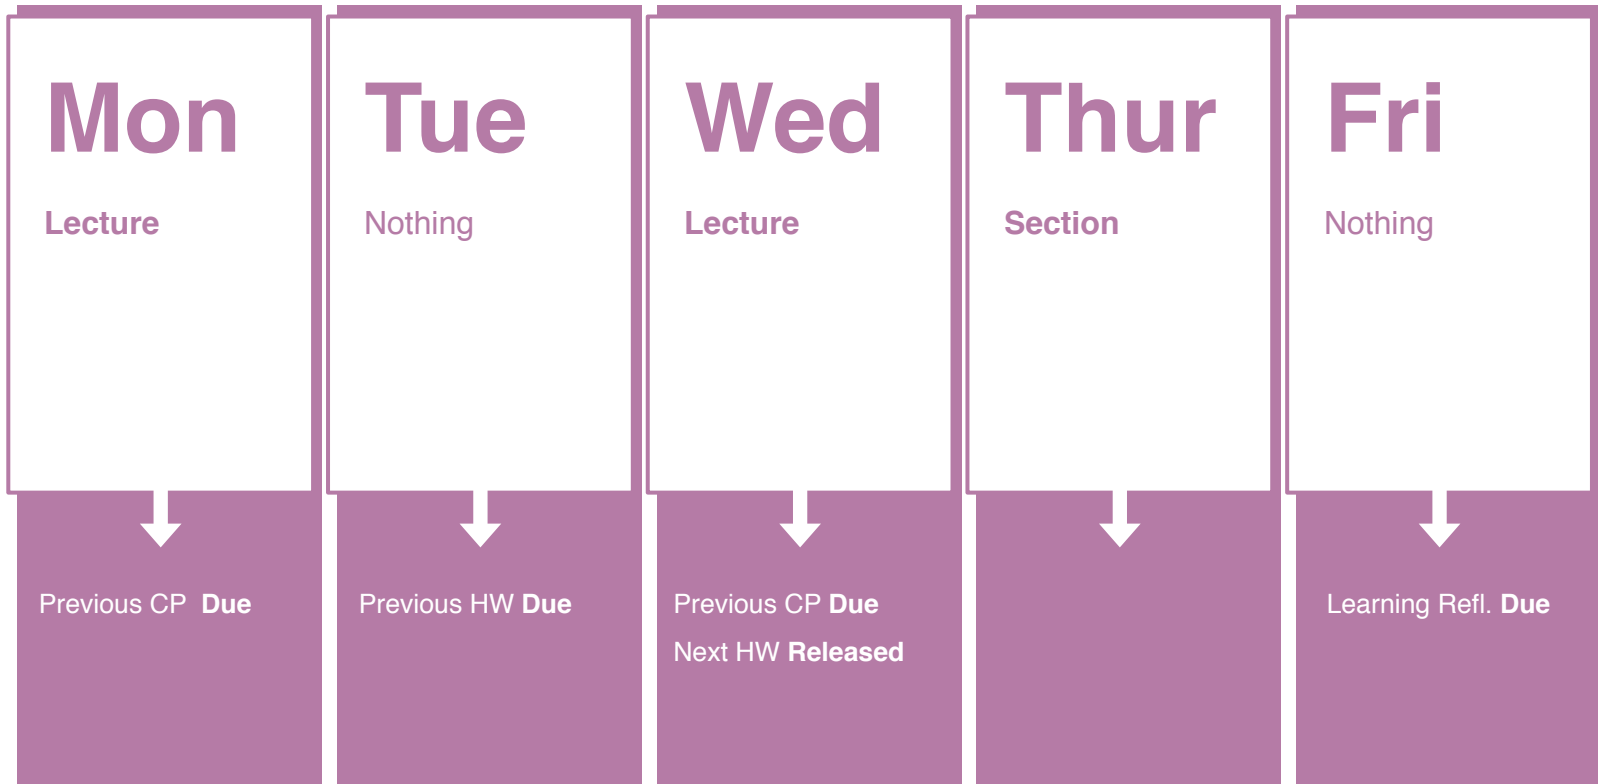 Mon
Lecture
Previous CP  Due
Tue
Nothing
Previous HW Due
Wed
Lecture
Previous CP Due
Next HW Released
Thur
Section
Fri
Nothing
Learning Refl. Due